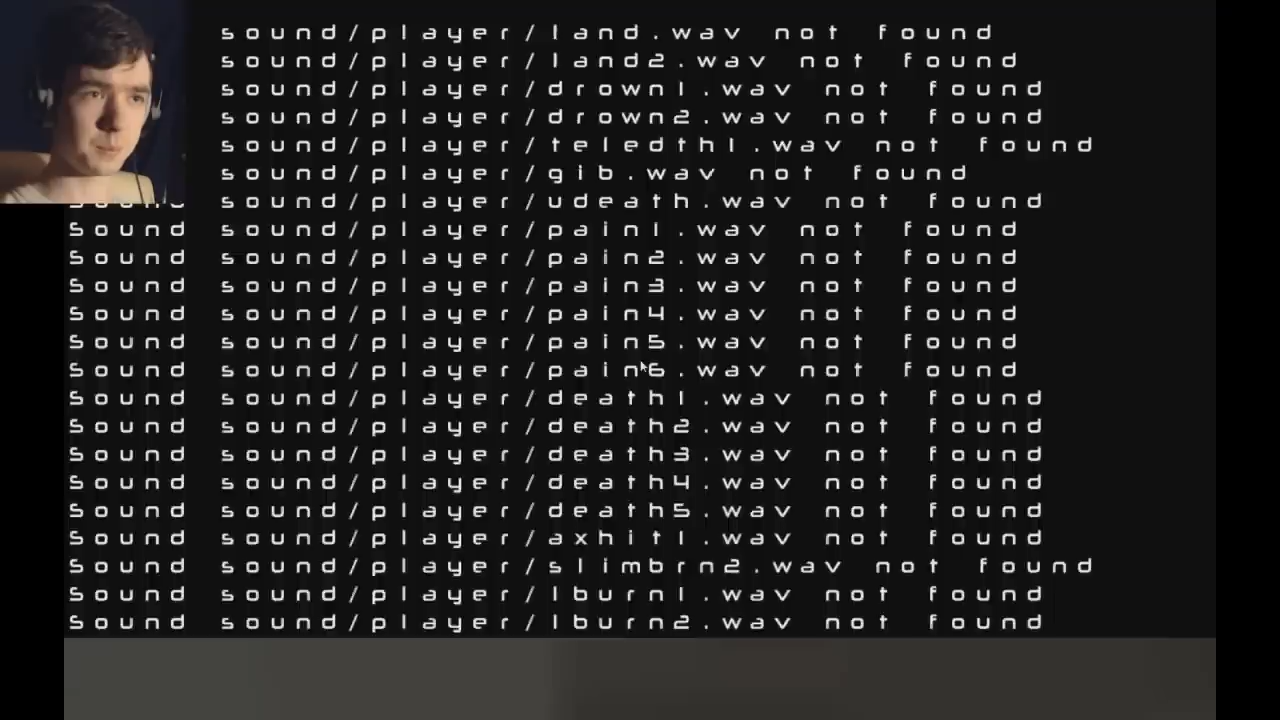 sound/player/land.wav not found
sound/player/land2.wav not found
sound/player/drown1.wav not found
sound/player/drown2.wav not found
sound/player/teledth1.wav not found
sound/player/gib.wav not found
Sound sound/player/udeath.wav not found
Sound sound/player/pain1.wav not found
Sound sound/player/pain2.wav not found
Sound sound/player/pain3.wav not found
Sound sound/player/pain4.wav not found
Sound sound/player/pain5.wav not found
Sound sound/player/pain6.wav not found
Sound sound/player/death1.wav not found
Sound sound/player/death2.wav not found
Sound sound/player/death3.wav not found
Sound sound/player/death4.wav not found
Sound sound/player/death5.wav not found
Sound sound/player/axhit1.wav not found
Sound sound/player/slimbrn2.wav not found
Sound sound/player/lburn1.wav not found
Sound sound/player/lburn2.wav not found